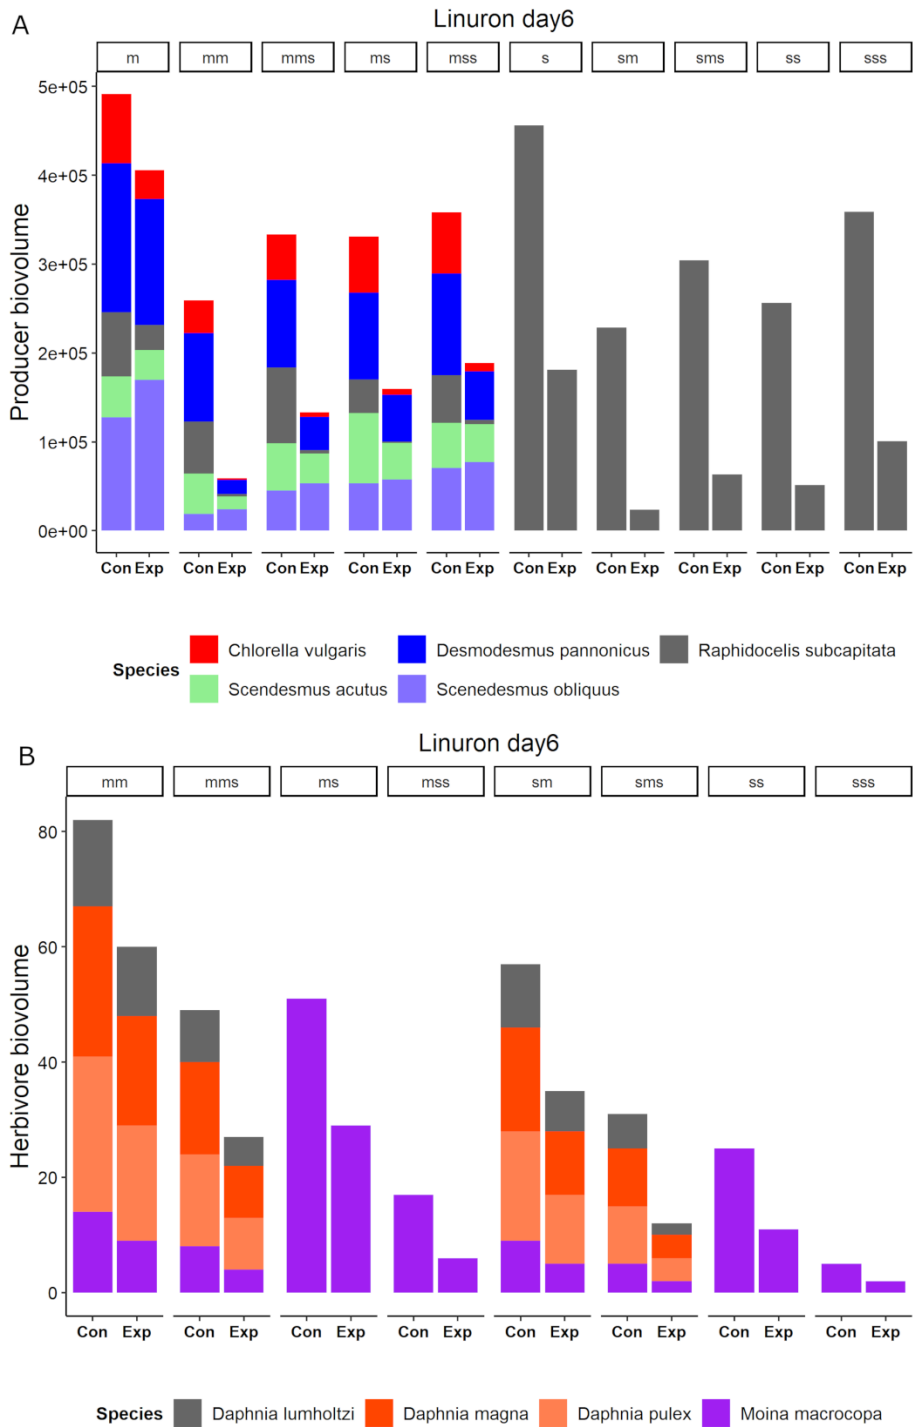 A
Linuron day6
m mm mms ms mss s sm sms ss sss
Producer biovolume
5e+05
4e+05
3e+05
2e+05
1e+05
0e+00
Con Exp Con Exp Con Exp Con Exp Con Exp Con Exp Con Exp Con Exp Con Exp Con Exp
Species
Chlorella vulgaris Desmodesmus pannonicus Raphidocelis subcapitata
Scendesmus acutus Scenedesmus obliquus
B
Linuron day6
mm mms ms mss sm sms ss sss
Herbivore biovolume
80
60
40
20
0
Con Exp Con Exp Con Exp Con Exp Con Exp Con Exp Con Exp Con Exp
Species Daphnia lumholtzi Daphnia magna Daphnia pulex Moina macrocopa